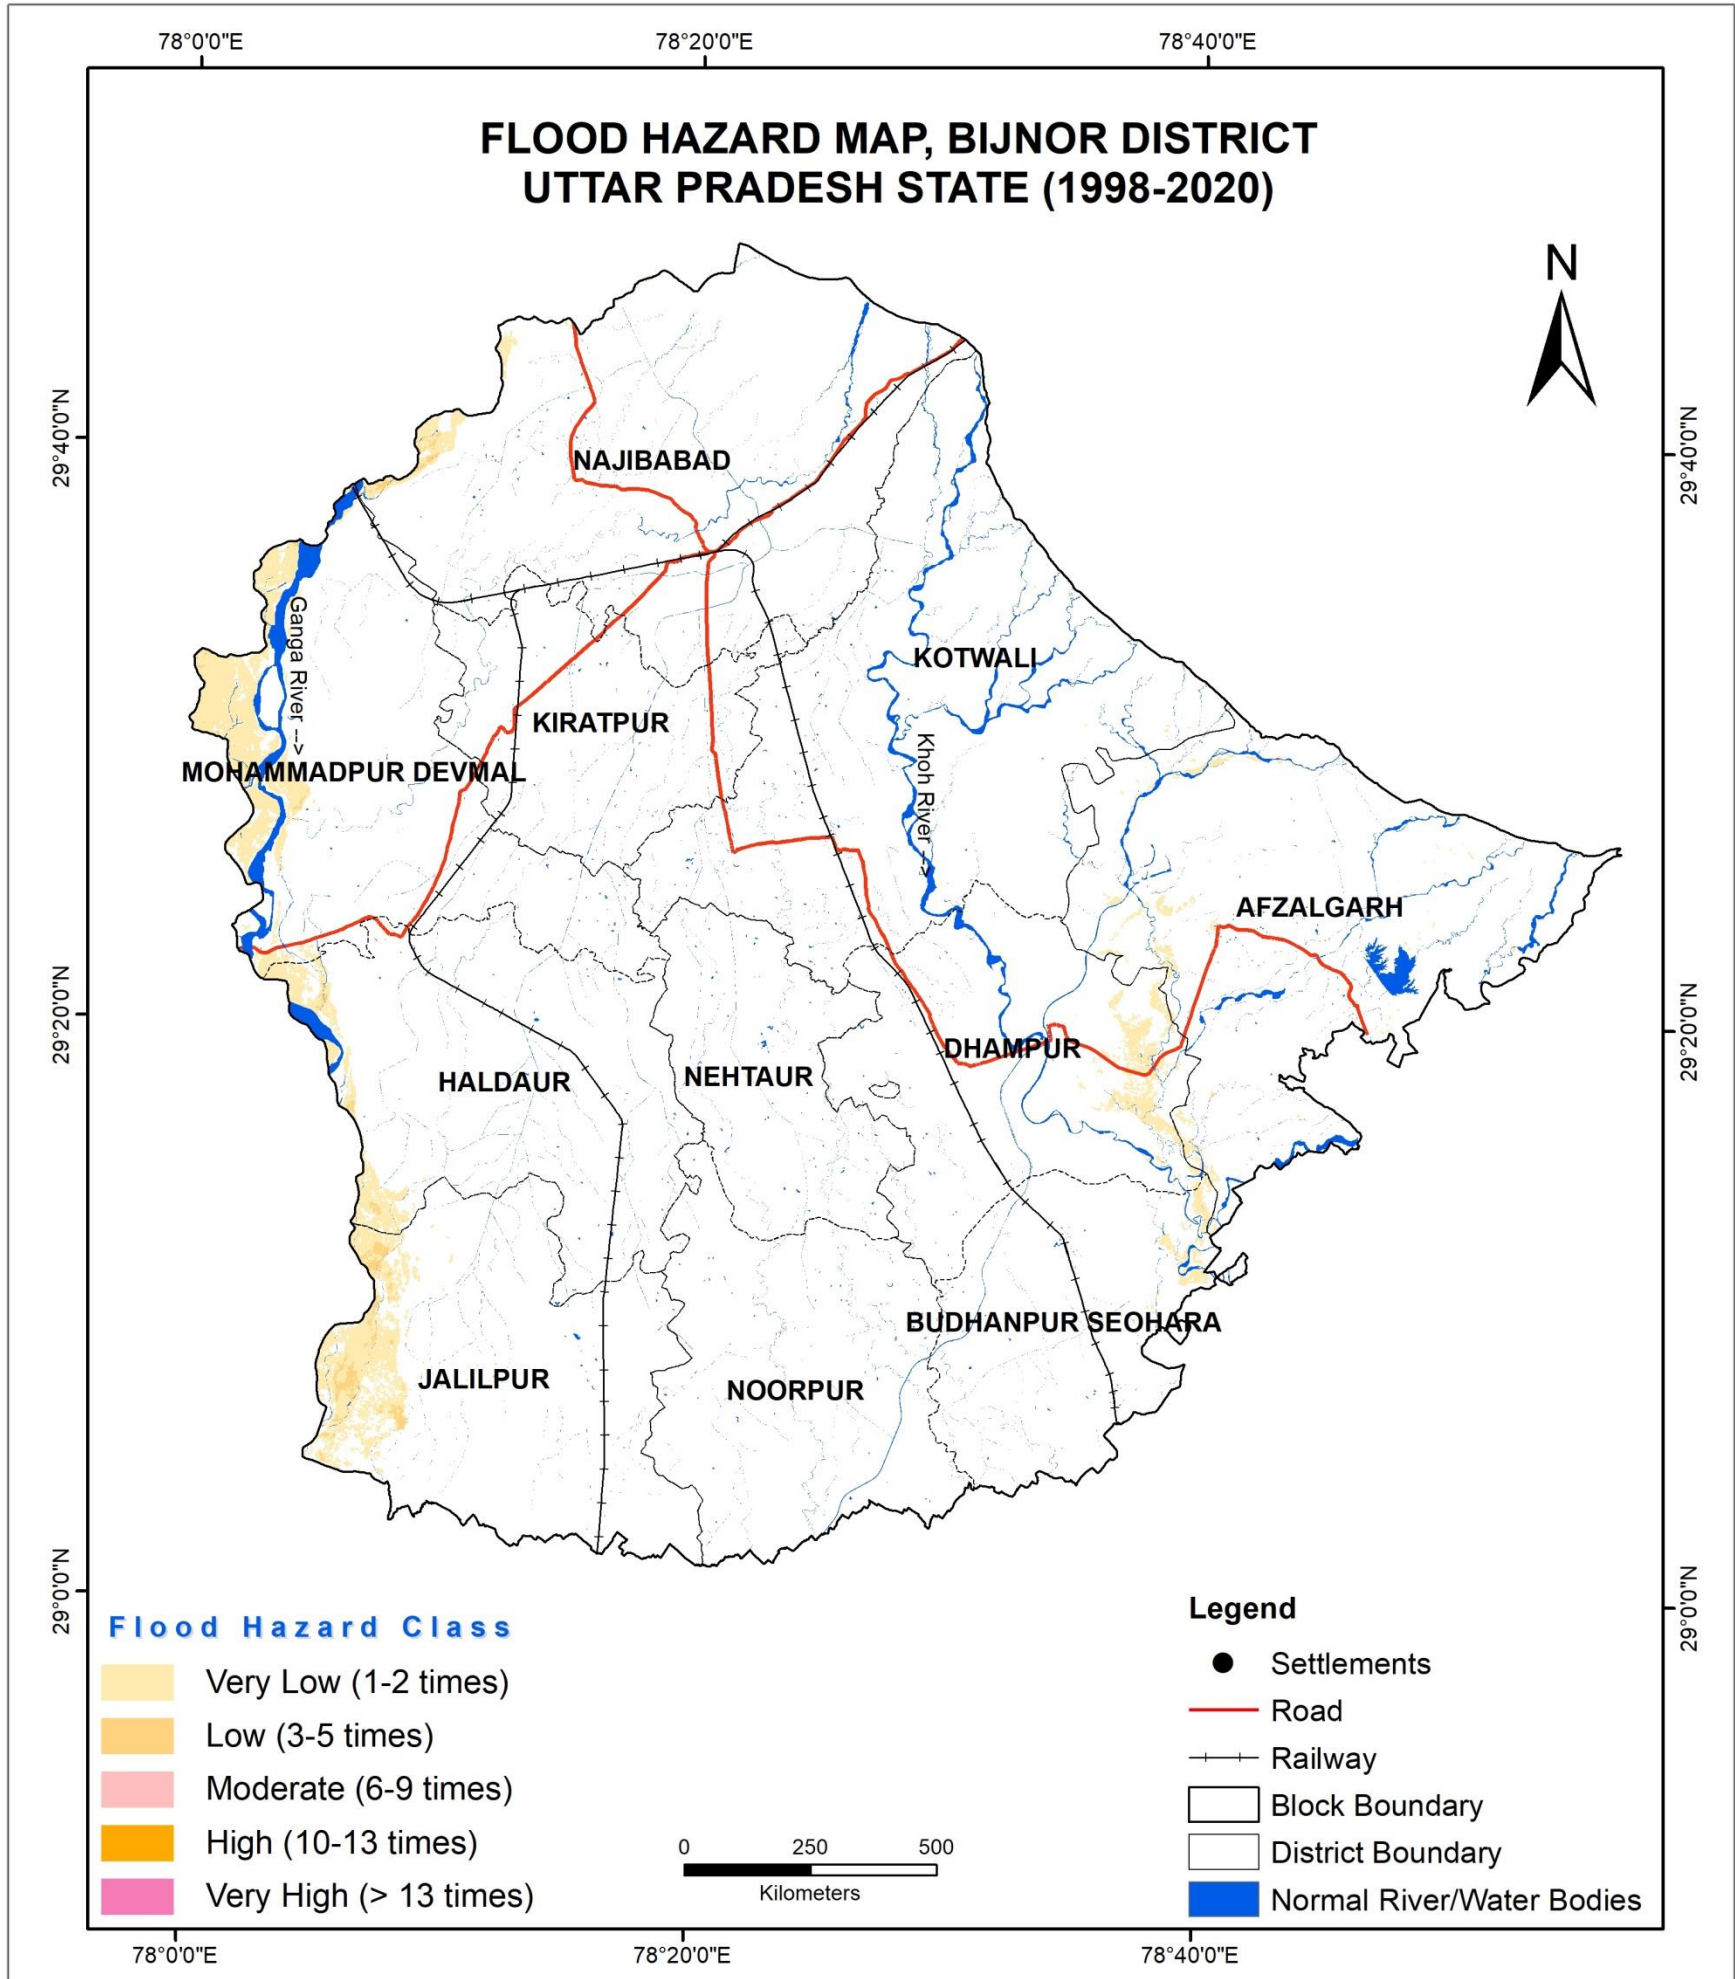 78°0'0"E
78°20'0"E
78°40'0"E
FLOOD HAZARD MAP, BIJNOR DISTRICT
UTTAR PRADESH STATE (1998-2020)
N
29°40'0"N
29°40'0"N
NAJIBABAD
KOTWALI
Ganga River -->
KIRATPUR
MOHAMMADPUR DEVMAL
Khoh River -->
AFZALGARH
29°20'0"N
29°20'0"N
DHAMPUR
HALDAUR
NEHTAUR
BUDHANPUR SEOHARA
JALILPUR
NOORPUR
29°0'0"N
29°0'0"N
Flood Hazard Class
Very Low (1-2 times)
Low (3-5 times)
Moderate (6-9 times)
High (10-13 times)
Very High (> 13 times)
0 250 500
Kilometers
Legend
Settlements
Road
Railway
Block Boundary
District Boundary
Normal River/Water Bodies
78°0'0"E
78°20'0"E
78°40'0"E